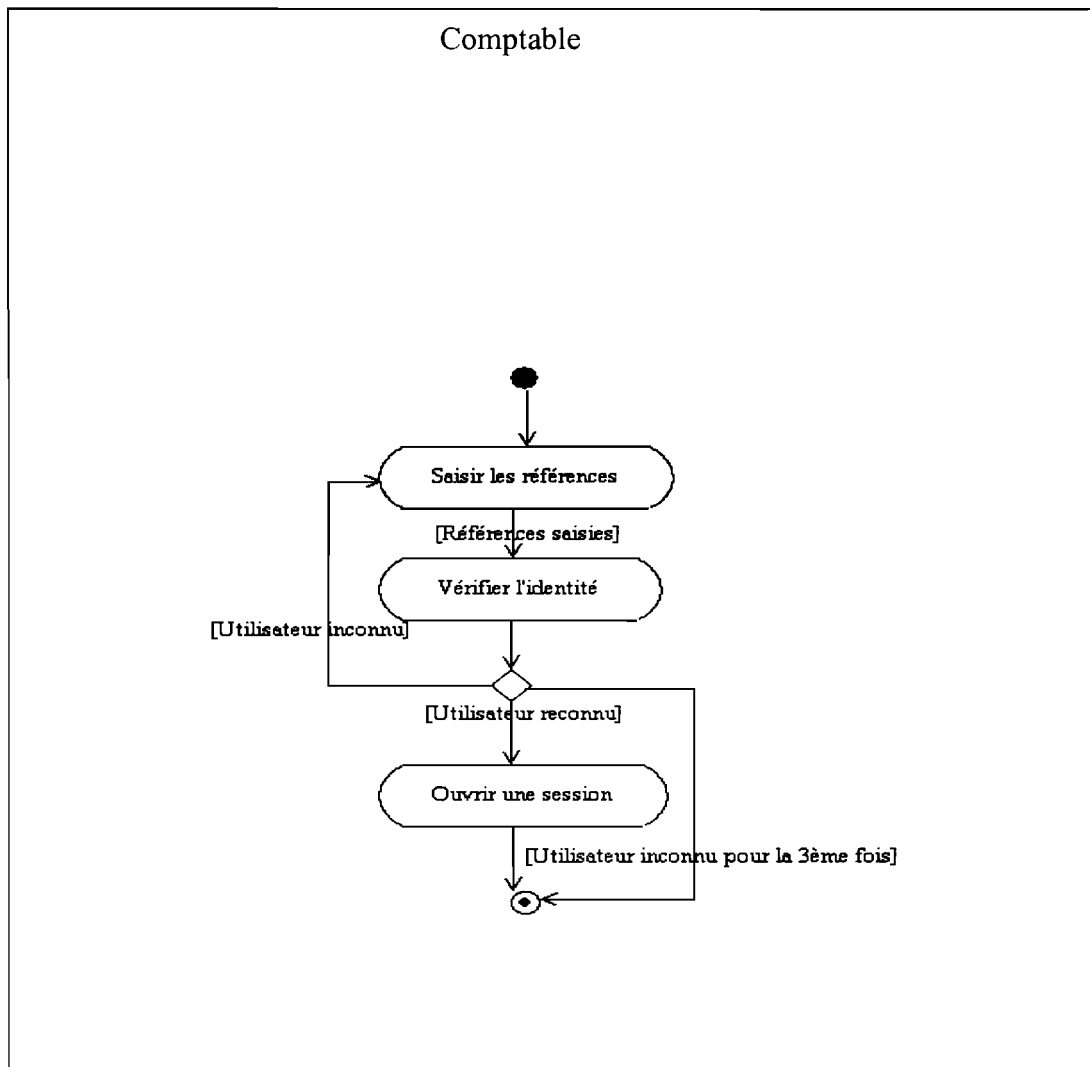 Comptable
Saisir les références
[Références saisies]
Vérifier l'identité
[Utilisateur inconnu]
[Utilisateur reconnu]
Ouvrir une session
[Utilisateur inconnu pour la 3ème fois]